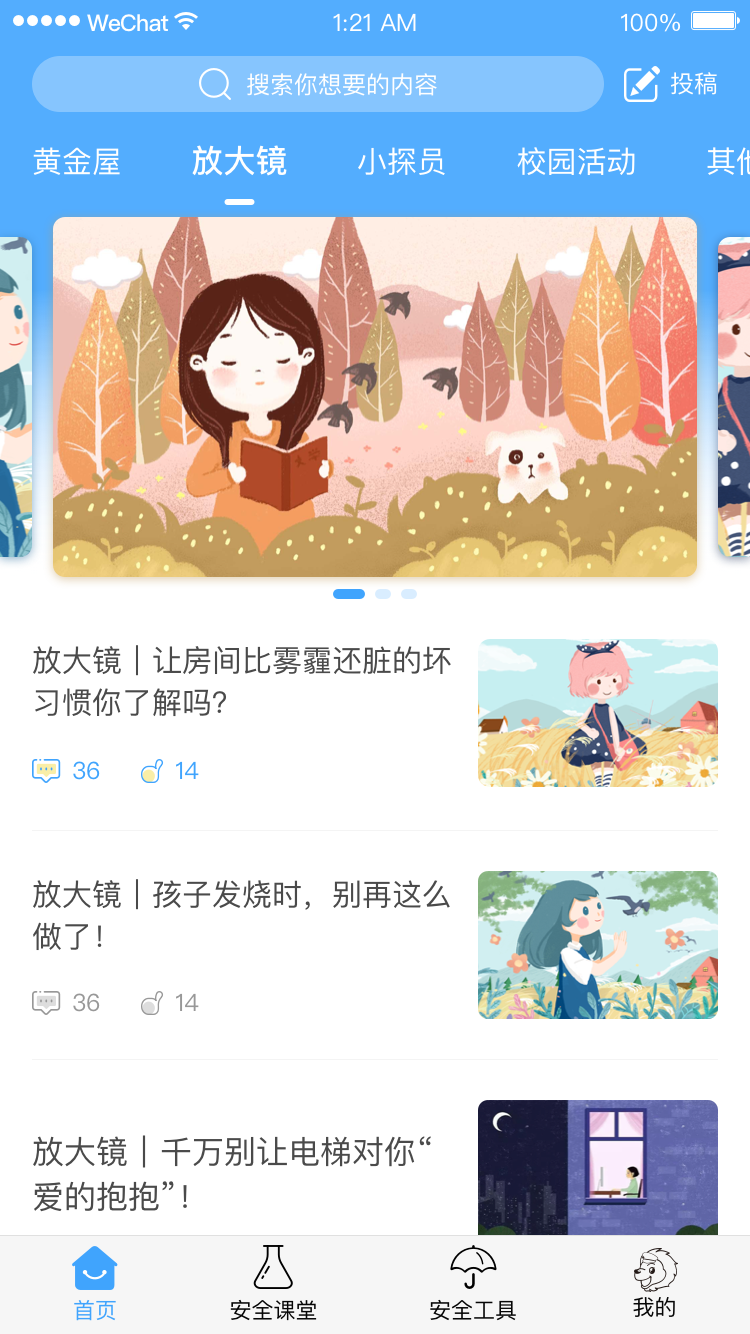 WeChat 1:21 AM 100%
搜索你想要的内容 投稿
黄金屋 放大镜 小探员 校园活动 其他
放大镜｜让房间比雾霾还脏的坏
习惯你了解吗？
36 14
放大镜｜孩子发烧时，别再这么
做了！
36 14
放大镜｜千万别让电梯对你“
爱的抱抱”！
首页 安全课堂 安全工具 我的